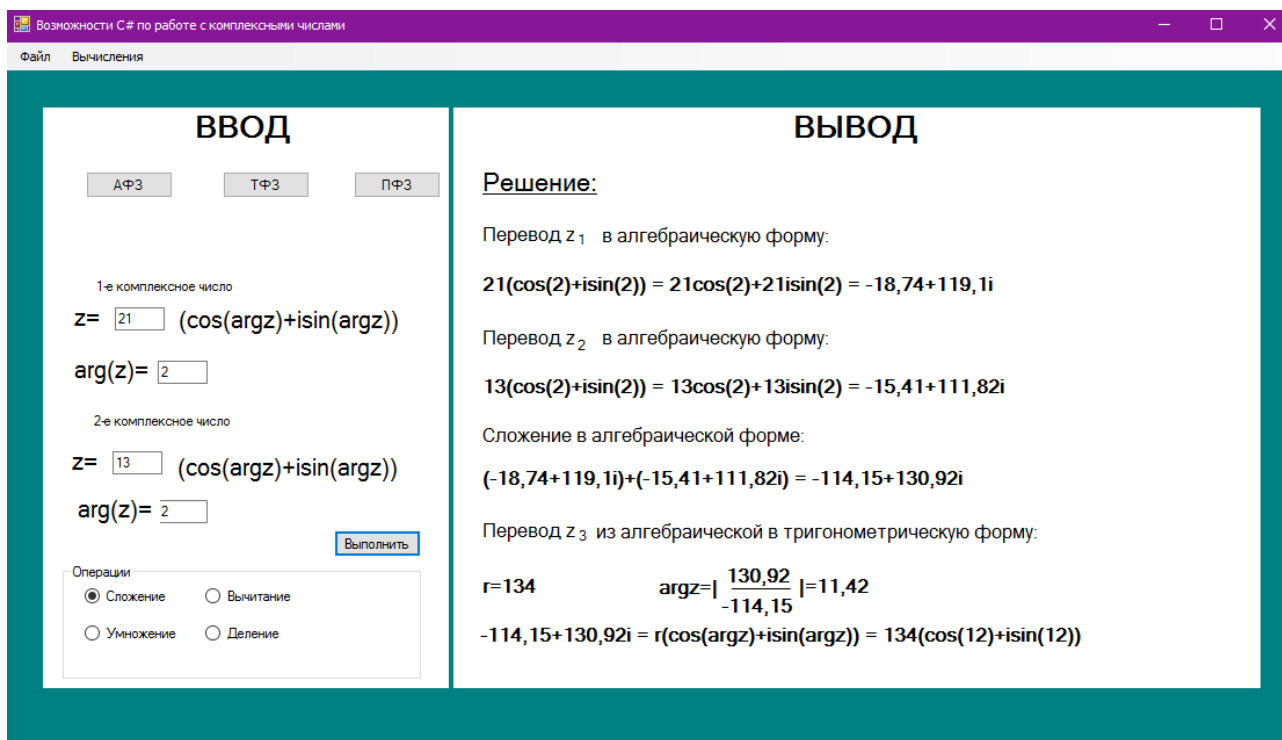 Возможности C# по работе с комплексными числами
Файл Вычисления
ВВОД
АФЗ ТФЗ ПФЗ
1-е комплексное число
z= 21 (cos(argz)+isin(argz))
arg(z)= 2
2-е комплексное число
z= 13 (cos(argz)+isin(argz))
arg(z)= 2
Выполнить
Операции
Сложение Вычитание
Умножение Деление
ВЫВОД
Решение:
Перевод z1 в алгебраическую форму:
21(cos(2)+isin(2)) = 21cos(2)+21isin(2) = -18,74+119,1i
Перевод z2 в алгебраическую форму:
13(cos(2)+isin(2)) = 13cos(2)+13isin(2) = -15,41+111,82i
Сложение в алгебраической форме:
(-18,74+119,1i)+(-15,41+111,82i) = -114,15+130,92i
Перевод z3 из алгебраической в тригонометрическую форму:
r=134 argz=| 130,92 / -114,15 |=11,42
-114,15+130,92i = r(cos(argz)+isin(argz)) = 134(cos(12)+isin(12))